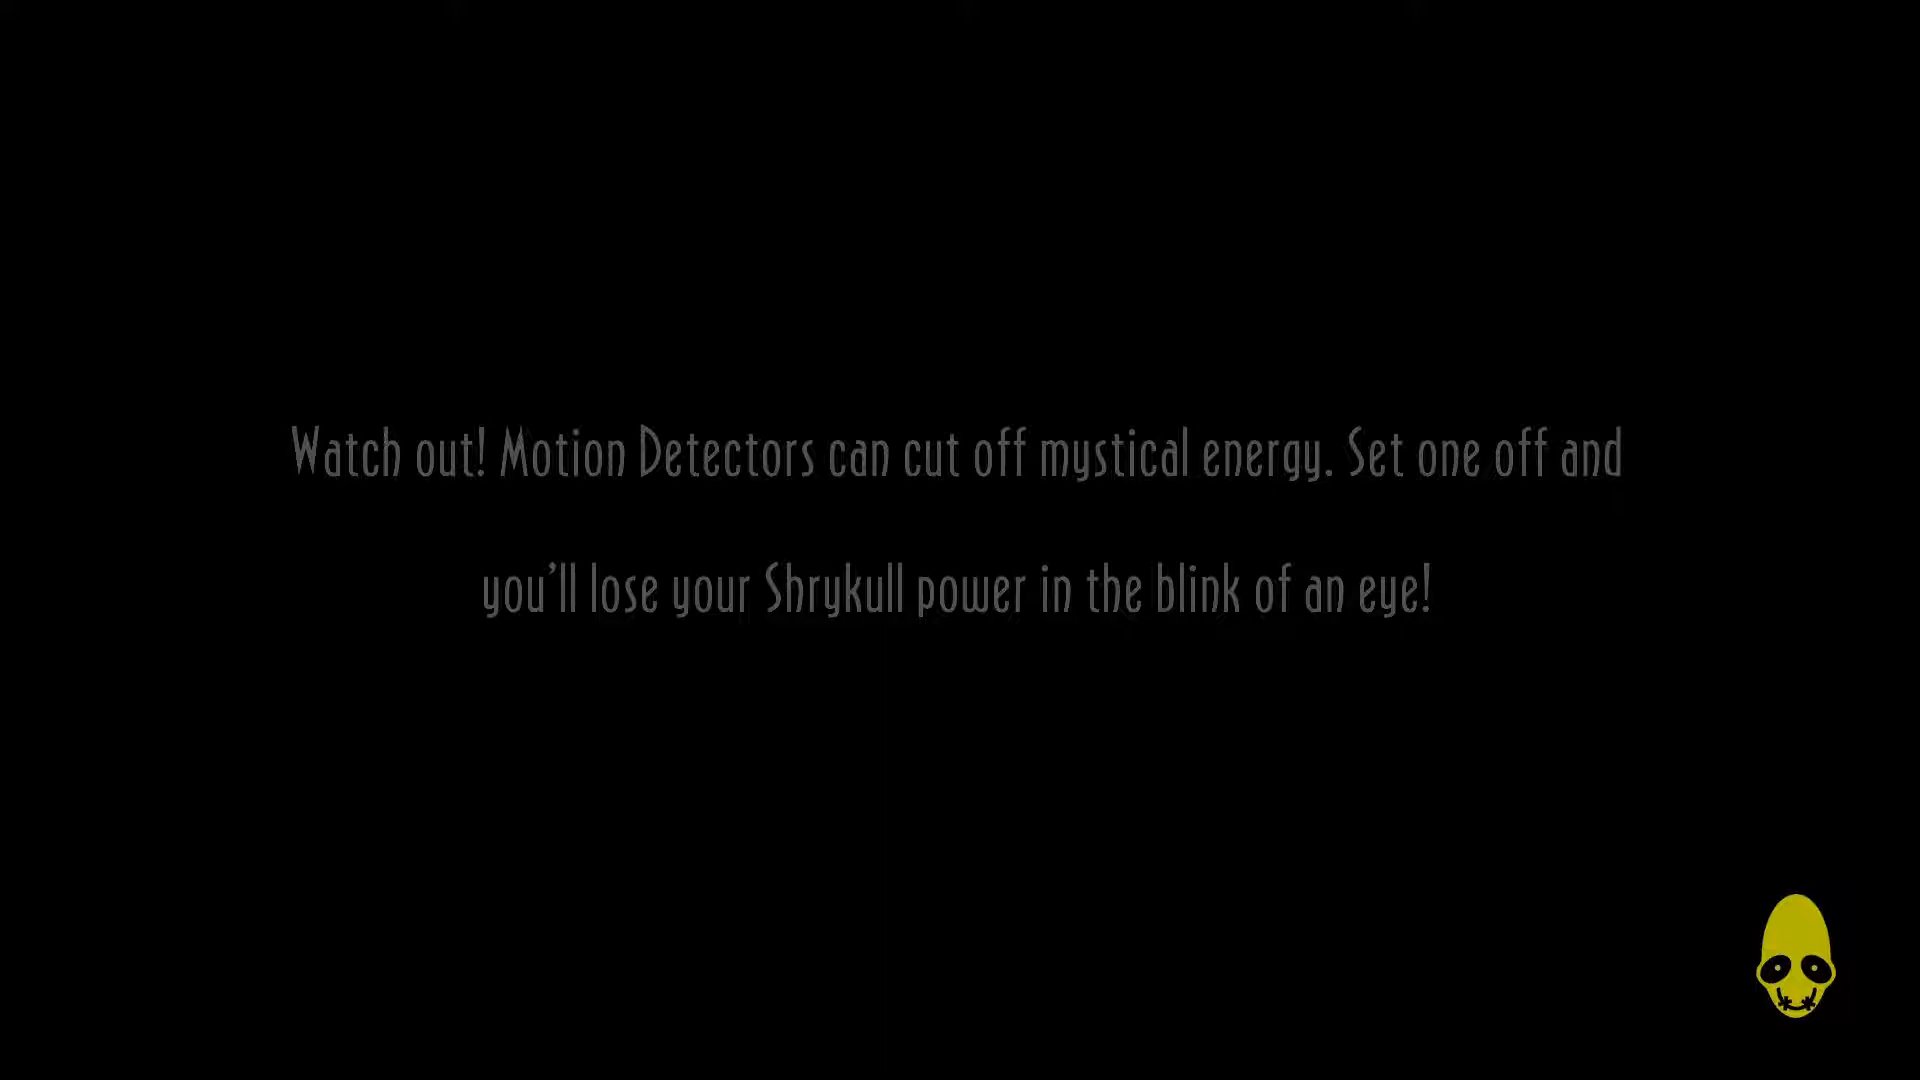 Watch out! Motion Detectors can cut off mystical energy. Set one off and
you’ll lose your Shrykull power in the blink of an eye!